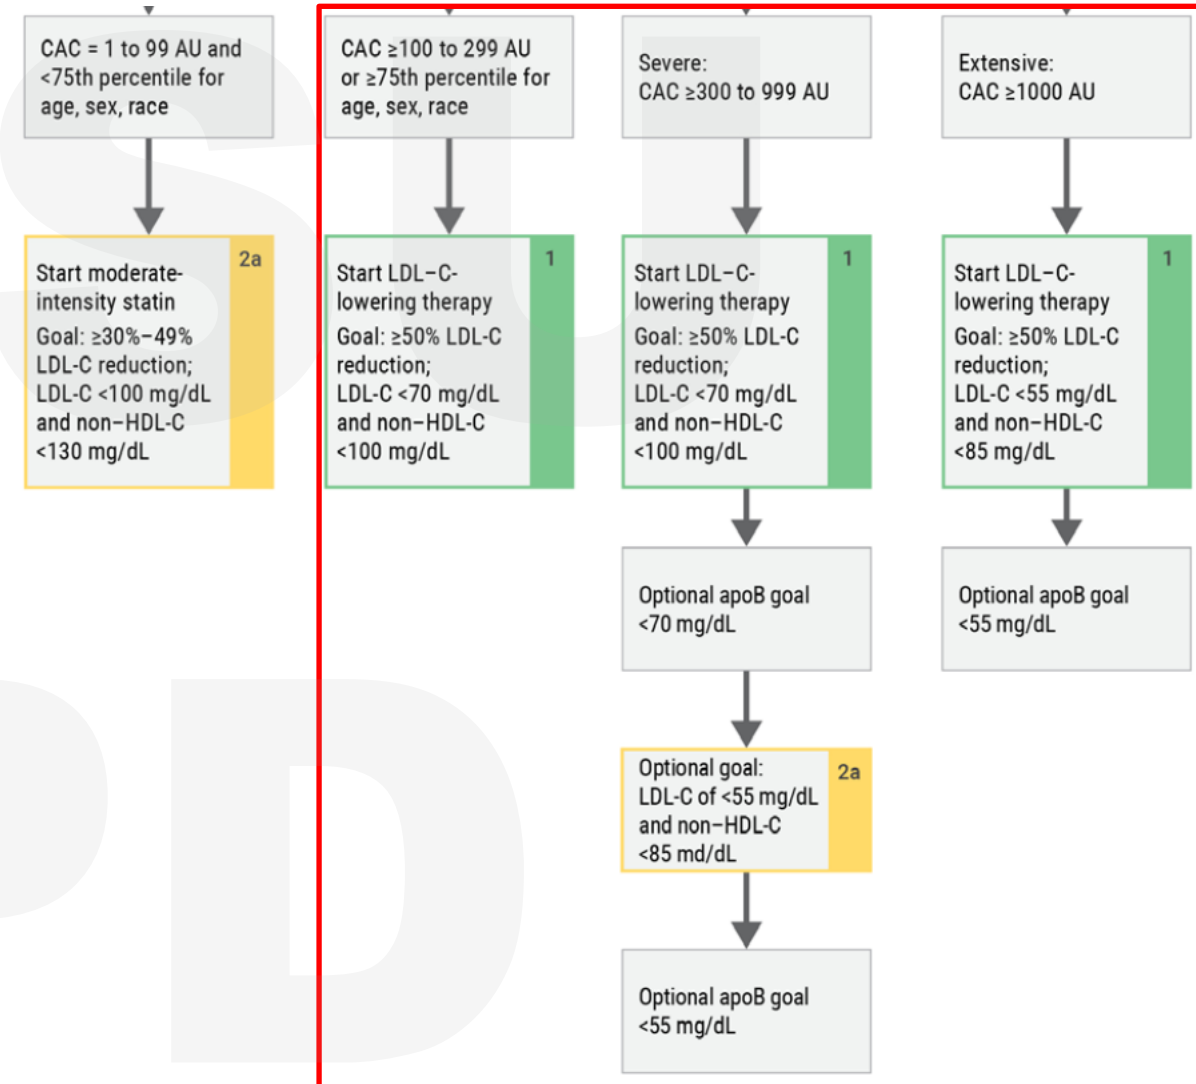 CAC = 1 to 99 AU and
<75th percentile for
age, sex, race
CAC ≥100 to 299 AU
or ≥75th percentile for
age, sex, race
Severe:
CAC ≥300 to 999 AU
Extensive:
CAC ≥1000 AU
2a
Start moderate-
intensity statin
Goal: ≥30%–49%
LDL-C reduction;
LDL-C <100 mg/dL
and non–HDL-C
<130 mg/dL
1
Start LDL–C-
lowering therapy
Goal: ≥50% LDL-C
reduction;
LDL-C <70 mg/dL
and non–HDL-C
<100 mg/dL
1
Start LDL–C-
lowering therapy
Goal: ≥50% LDL-C
reduction;
LDL-C <70 mg/dL
and non–HDL-C
<100 mg/dL
1
Start LDL–C-
lowering therapy
Goal: ≥50% LDL-C
reduction;
LDL-C <55 mg/dL
and non–HDL-C
<85 mg/dL
Optional apoB goal
<70 mg/dL
Optional apoB goal
<55 mg/dL
2a
Optional goal:
LDL-C of <55 mg/dL
and non–HDL-C
<85 md/dL
Optional apoB goal
<55 mg/dL
SU
PD